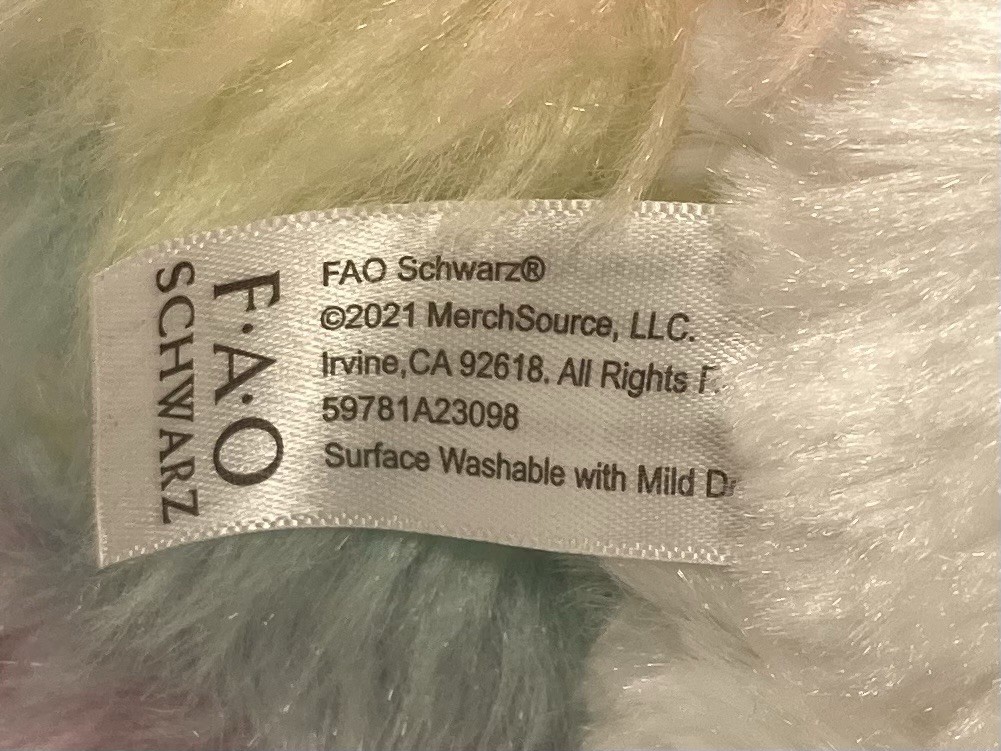 F·A·O
SCHWARZ
FAO Schwarz®
©2021 MerchSource, LLC.
Irvine,CA 92618. All Rights
59781A23098
Surface Washable with Mild